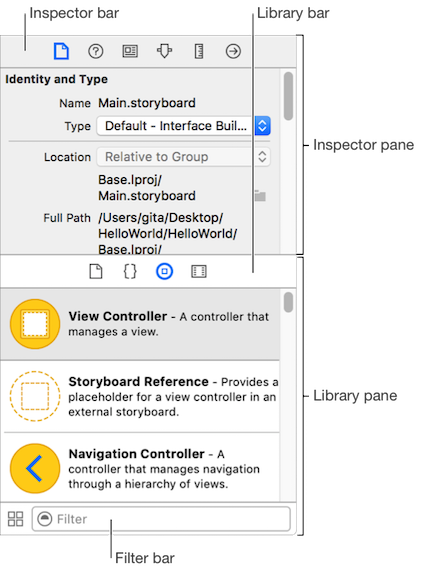 Inspector bar
Library bar
Identity and Type
Name Main.storyboard
Type Default - Interface Buil...
Location Relative to Group
Base.lproj/
Main.storyboard
Full Path /Users/gita/Desktop/
HelloWorld/HelloWorld/
Base.lproj/
Inspector pane
View Controller - A controller that
manages a view.
Storyboard Reference - Provides a
placeholder for a view controller in an
external storyboard.
Library pane
Navigation Controller - A
controller that manages navigation
through a hierarchy of views.
Filter
Filter bar